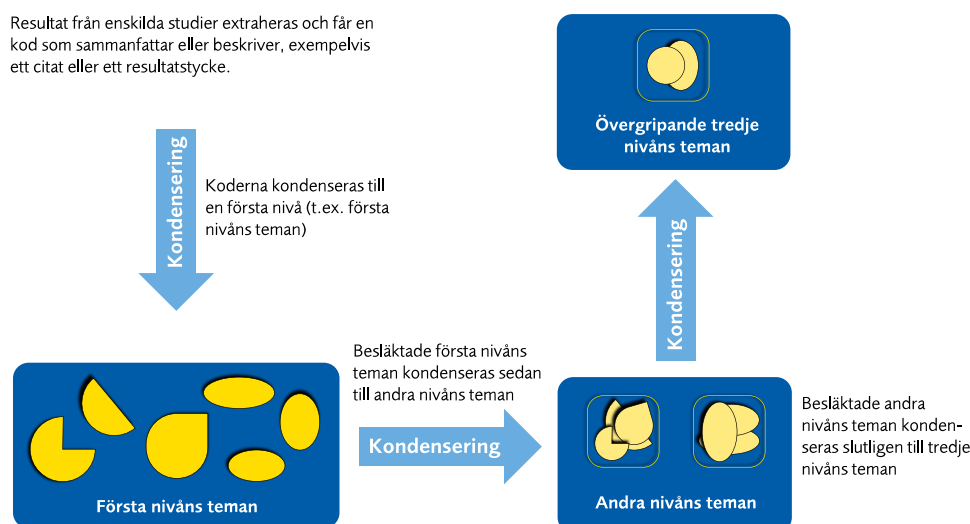 Resultat från enskilda studier extraheras och får en
kod som sammanfattar eller beskriver, exempelvis
ett citat eller ett resultatstycke.
Kondensering
Koderna kondenseras till
en första nivå (t.ex. första
nivåns teman)
Första nivåns teman
Besläktade första nivåns
teman kondenseras sedan
till andra nivåns teman
Kondensering
Andra nivåns teman
Besläktade andra
nivåns teman konden-
seras slutligen till tredje
nivåns teman
Kondensering
Övergripande tredje
nivåns teman